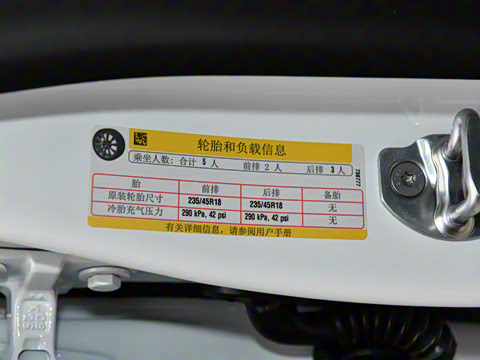 轮胎和负载信息
乘坐人数: 合计 5 人 前排 2 人 后排 3 人
胎 前排 后排 备胎
原装轮胎尺寸 235/45R18 235/45R18 无
冷胎充气压力 290 kPa, 42 psi 290 kPa, 42 psi 无
有关详细信息，请参阅用户手册